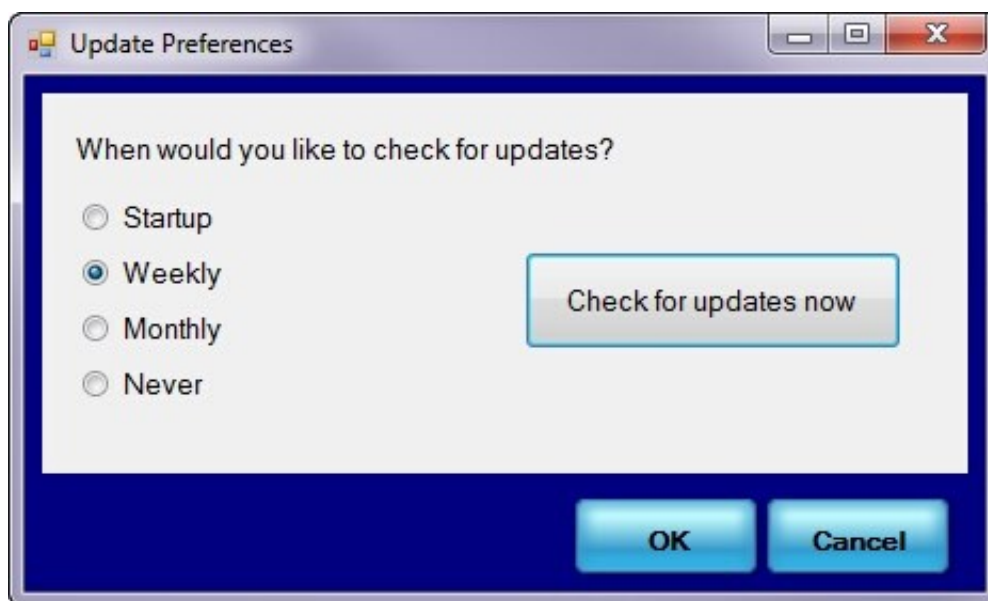 Update Preferences
When would you like to check for updates?
Startup
Weekly
Check for updates now
Monthly
Never
OK
Cancel